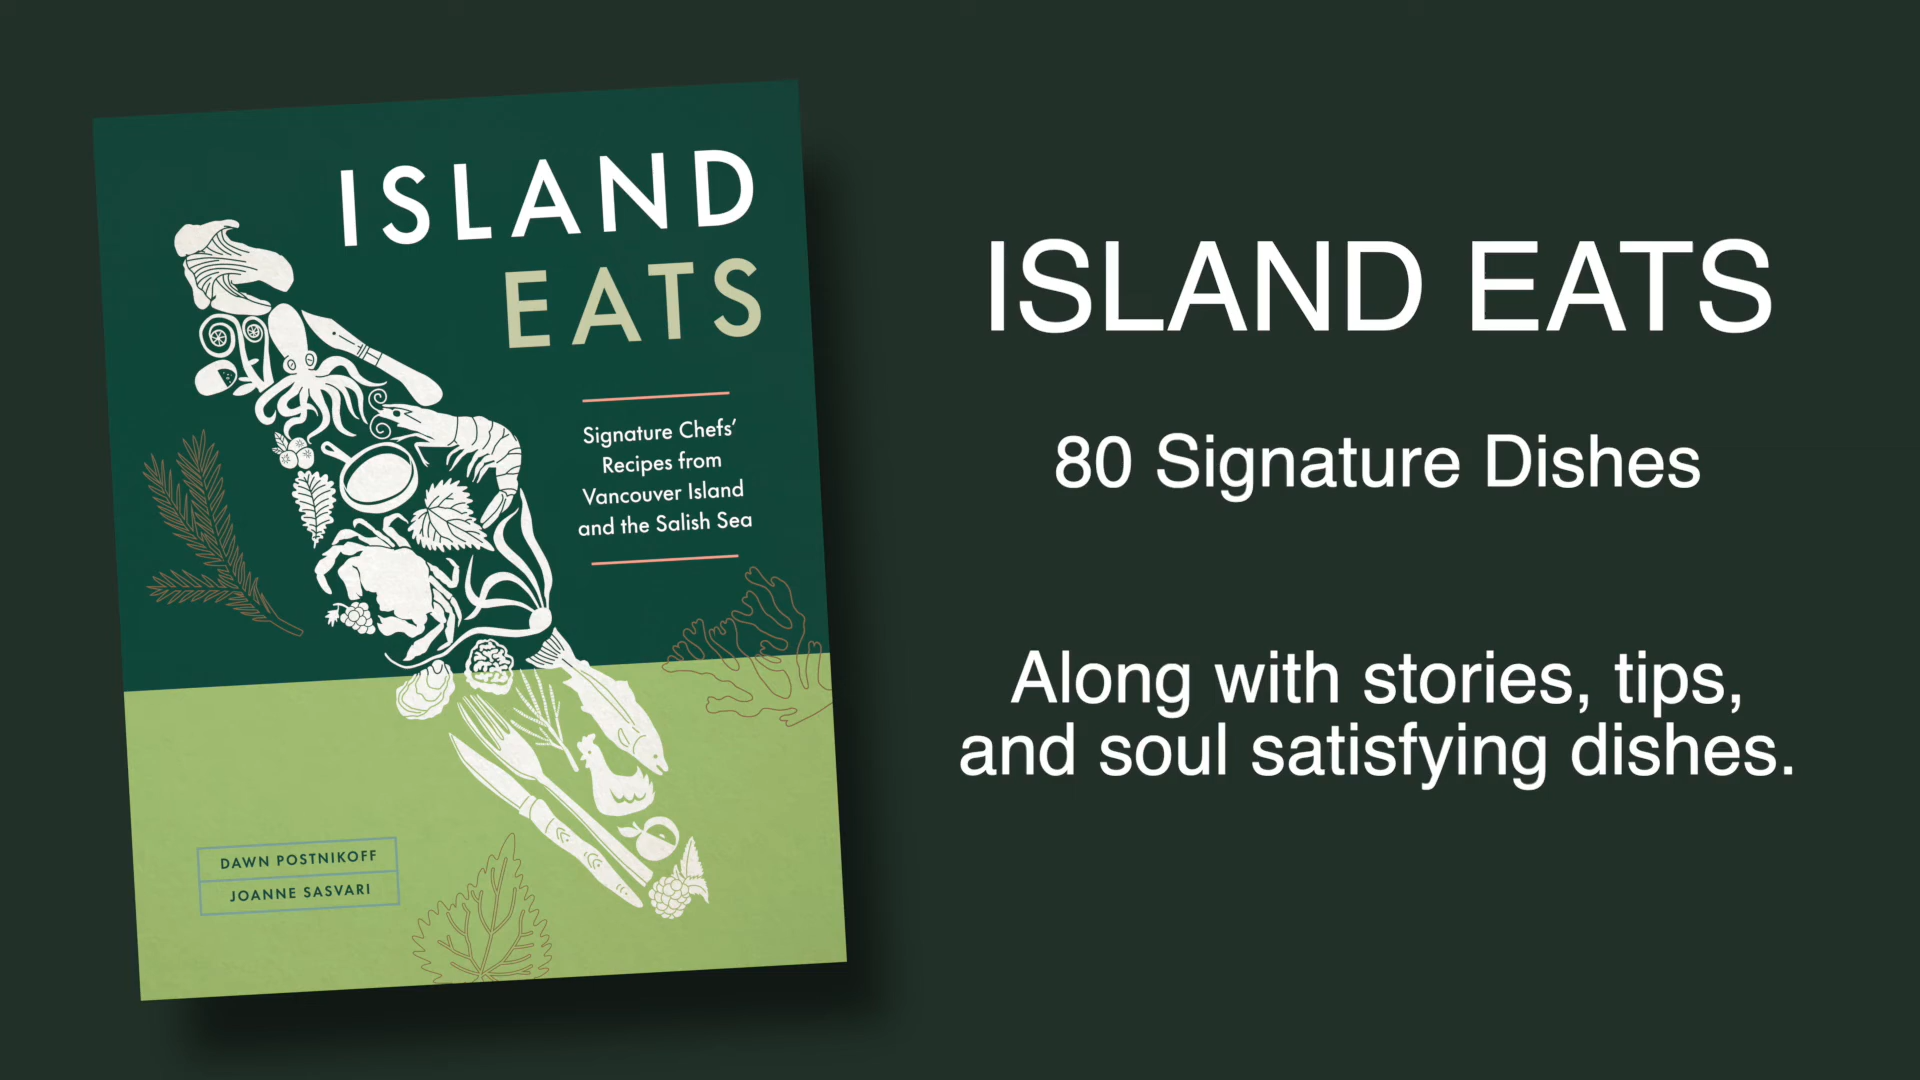 ISLAND
EATS
Signature Chefs’
Recipes from
Vancouver Island
and the Salish Sea
DAWN POSTNIKOFF
JOANNE SASVARI
ISLAND EATS
80 Signature Dishes
Along with stories, tips,
and soul satisfying dishes.